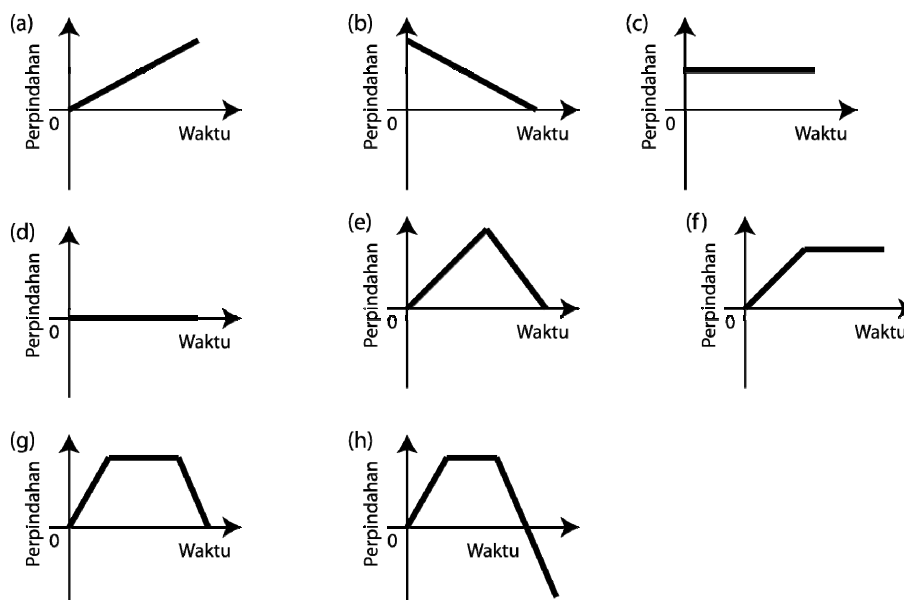 (a)
Perpindahan
0
Waktu
(b)
Perpindahan
0
Waktu
(c)
Perpindahan
0
Waktu
(d)
Perpindahan
0
Waktu
(e)
Perpindahan
0
Waktu
(f)
Perpindahan
0
Waktu
(g)
Perpindahan
0
Waktu
(h)
Perpindahan
0
Waktu